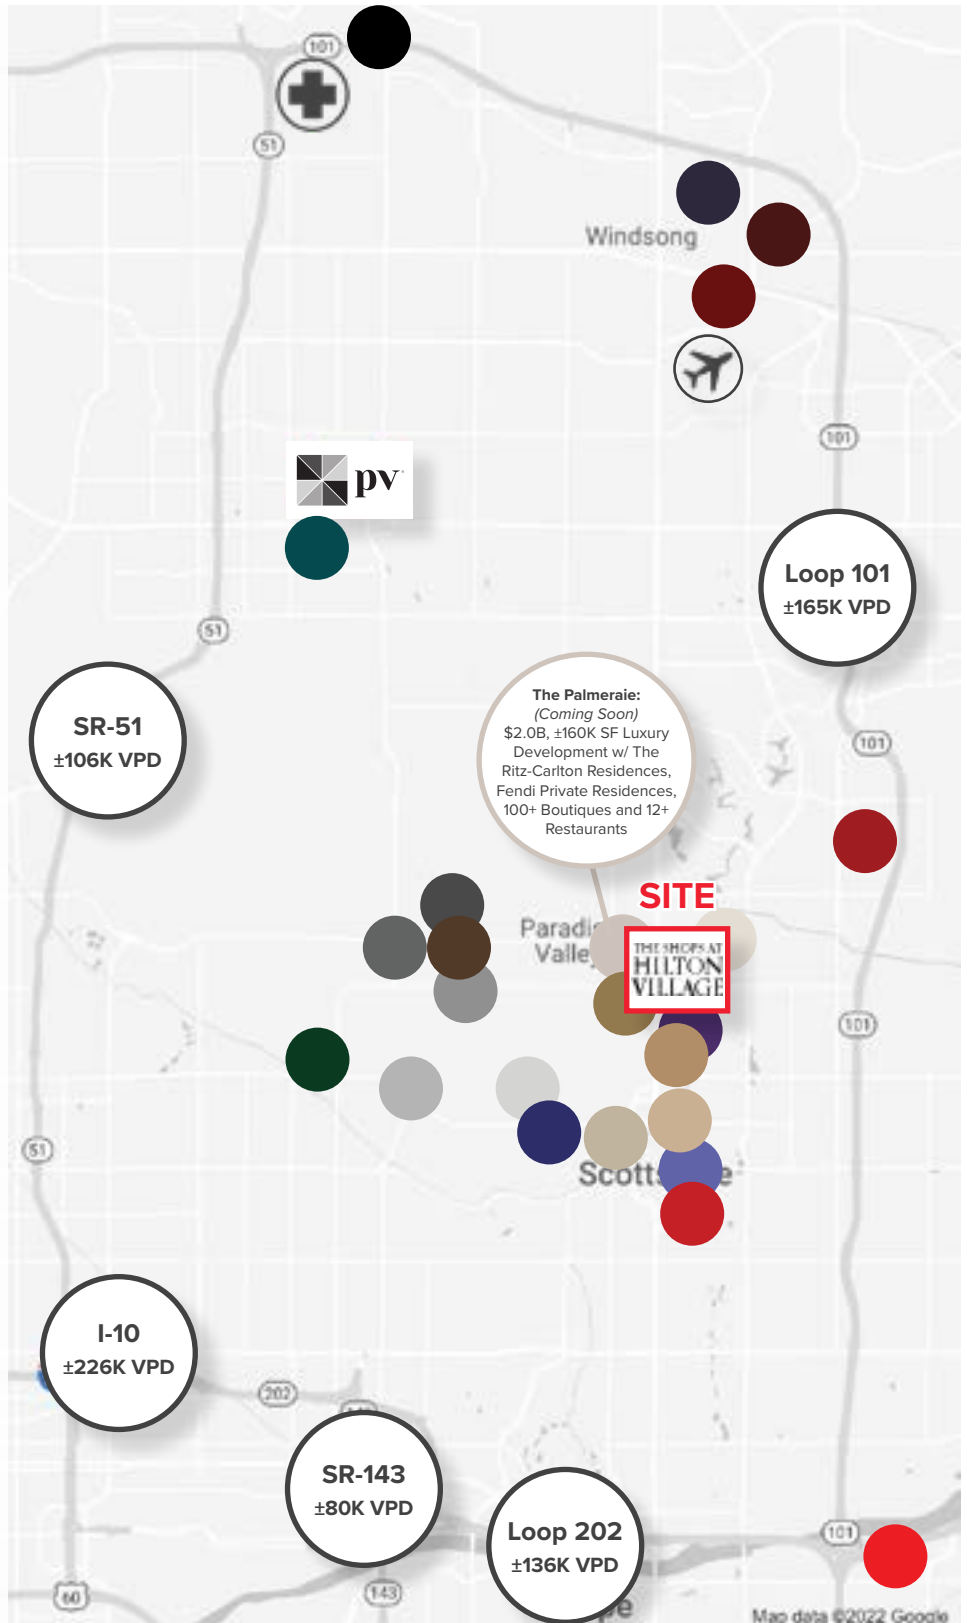 101
51
Windsong
pv
101
Loop 101
±165K VPD
51
SR-51
±106K VPD
The Palmeraie:
(Coming Soon)
$2.0B, ±160K SF Luxury
Development w/ The
Ritz-Carlton Residences,
Fendi Private Residences,
100+ Boutiques and 12+
Restaurants
101
SITE
THE SHOPS AT
HILTON
VILLAGE
101
51
I-10
±226K VPD
202
SR-143
±80K VPD
Loop 202
±136K VPD
101
60
143
Map data ©2022 Google